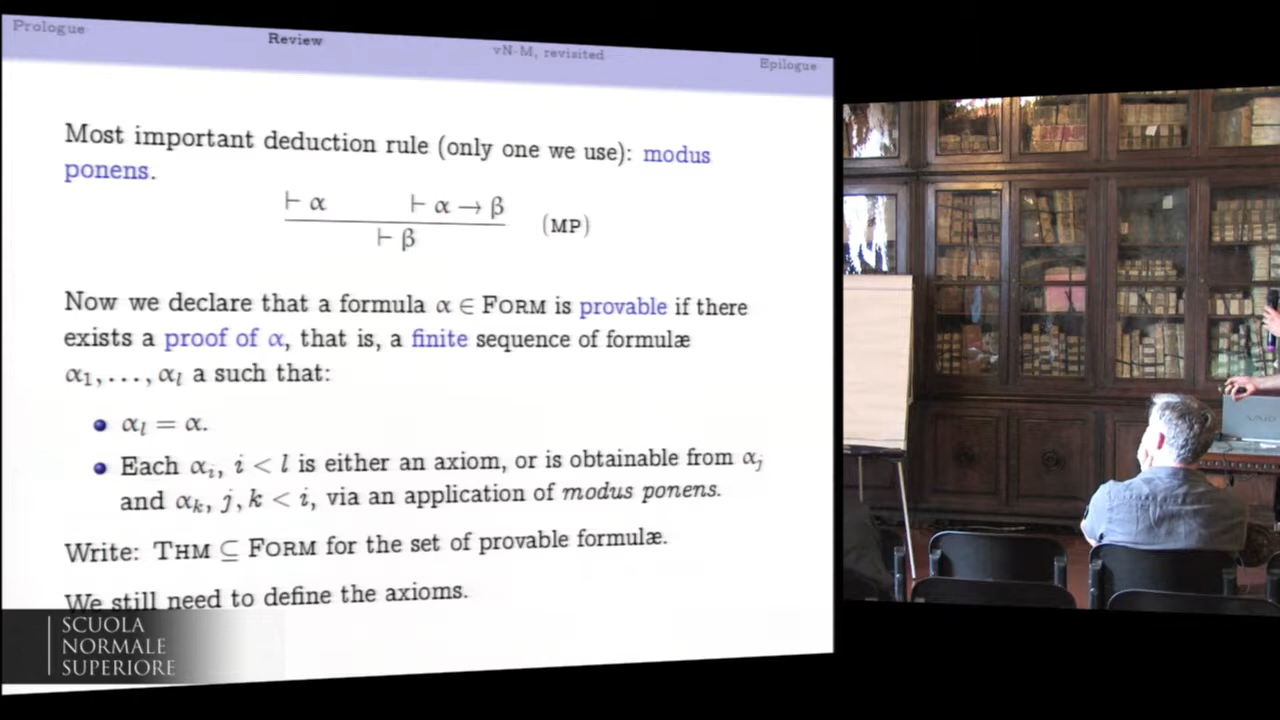 Prologue
Review
vN-M, revisited
Epilogue
Most important deduction rule (only one we use): modus
ponens.
⊢ α ⊢ α → β
(MP)
⊢ β
Now we declare that a formula α ∈ FORM is provable if there
exists a proof of α, that is, a finite sequence of formulæ
α₁, . . . , αₗ a such that:
αₗ = α.
Each αᵢ, i < l is either an axiom, or is obtainable from αⱼ
and αₖ, j, k < i, via an application of modus ponens.
Write: THM ⊆ FORM for the set of provable formulæ.
We still need to define the axioms.
SCUOLA
NORMALE
SUPERIORE
VAIO